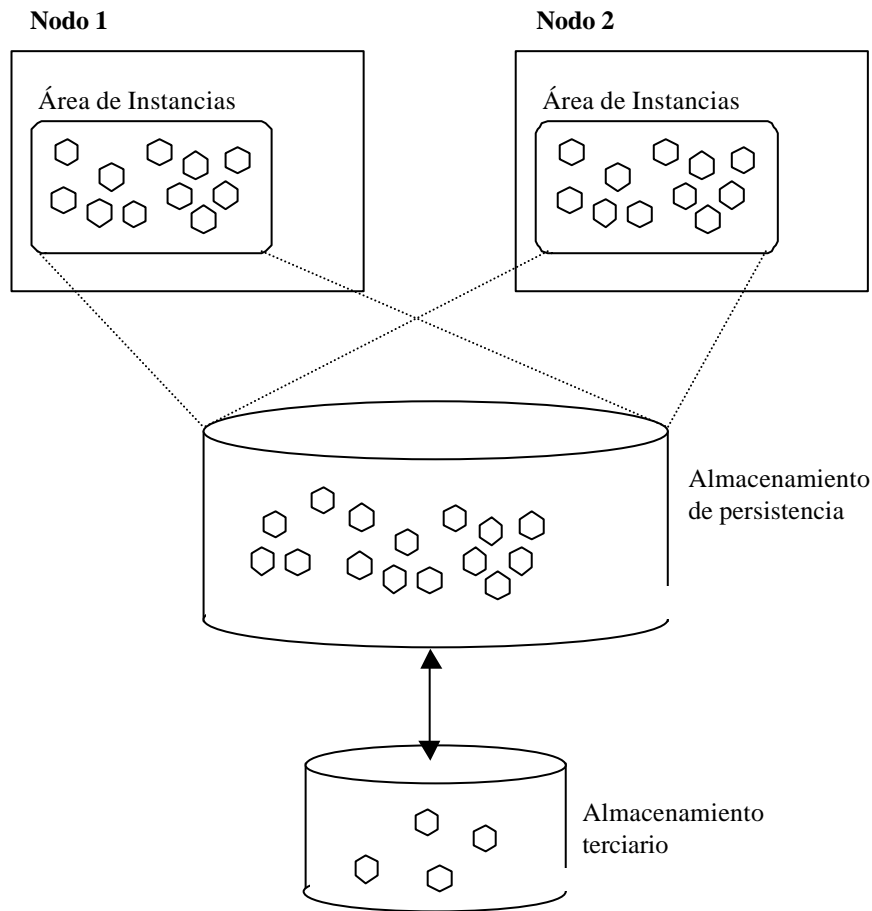 Nodo 1
Nodo 2
Área de Instancias
Área de Instancias
Almacenamiento
de persistencia
Almacenamiento
terciario